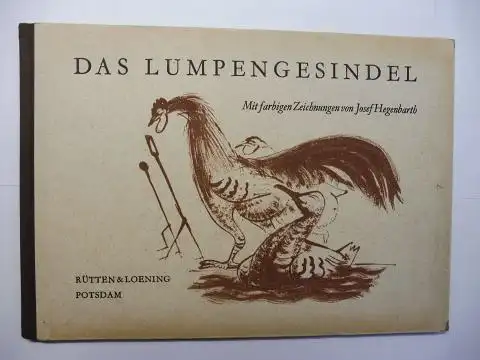 DAS LUMPENGESINDEL
Mit farbigen Zeichnungen von Josef Hegenbarth
RÜTTEN & LOENING
POTSDAM